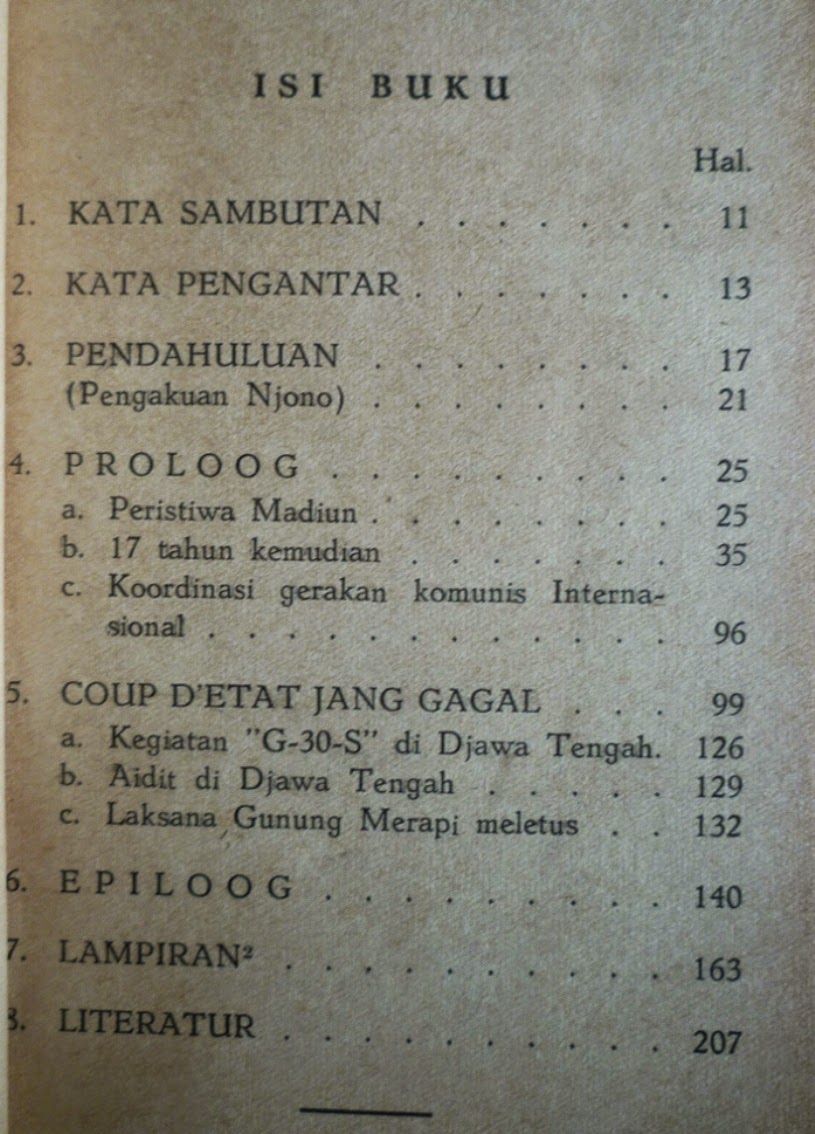 ISI BUKU
Hal.
1. KATA SAMBUTAN . . . . . . . 11
2. KATA PENGANTAR . . . . . . . 13
3. PENDAHULUAN . . . . . . . . 17
(Pengakuan Njono) . . . . . . . . 21
4. PROLOOG . . . . . . . . . 25
a. Peristiwa Madiun . . . . . . . . 25
b. 17 tahun kemudian . . . . . . . 35
c. Koordinasi gerakan komunis Interna-
sional . . . . . . . . . . . . 96
5. COUP D'ETAT JANG GAGAL . . . 99
a. Kegiatan "G-30-S" di Djawa Tengah. 126
b. Aidit di Djawa Tengah . . . . . 129
c. Laksana Gunung Merapi meletus . . 132
6. EPILOOG . . . . . . . . . 140
7. LAMPIRAN² . . . . . . . . . . 163
8. LITERATUR . . . . . . . . . . 207